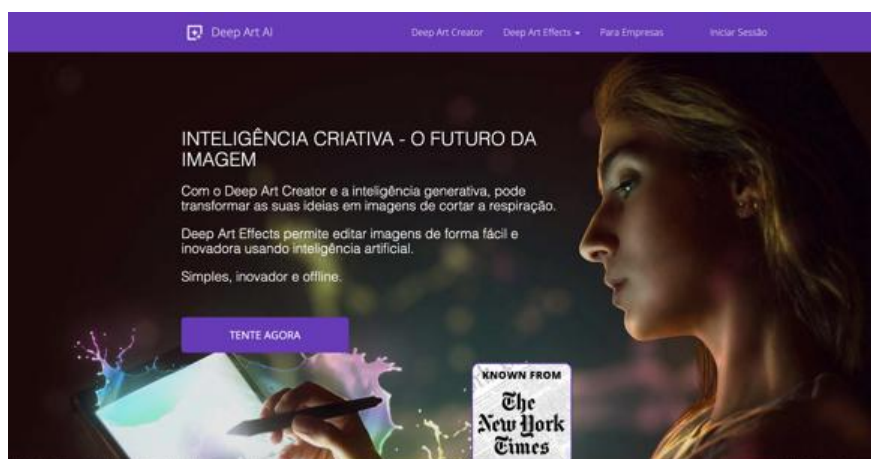 Deep Art AI
Deep Art Creator
Deep Art Effects
Para Empresas
Iniciar Sessão
INTELIGÊNCIA CRIATIVA - O FUTURO DA
IMAGEM
Com o Deep Art Creator e a inteligência generativa, pode
transformar as suas ideias em imagens de cortar a respiração.
Deep Art Effects permite editar imagens de forma fácil e
inovadora usando inteligência artificial.
Simples, inovador e offline.
TENTE AGORA
KNOWN FROM
The
New York
Times